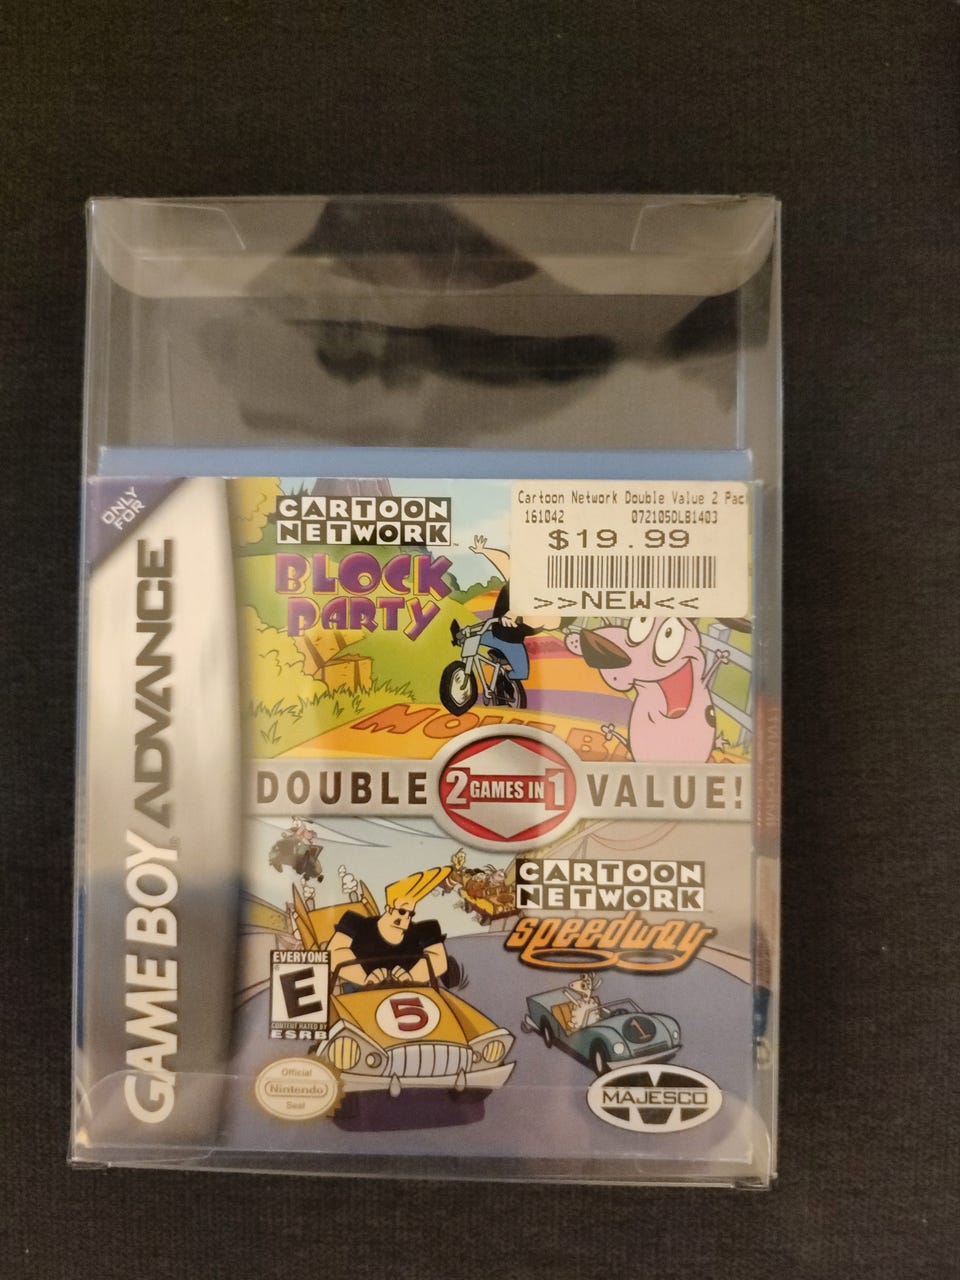 ONLY
FOR
GAME BOY ADVANCE
CARTOON
NETWORK
BLOCK
PARTY
Cartoon Network Double Value 2 Pac
161042 072105DLB1403
$19.99
>>NEW<<
MOVE B
DOUBLE
2 GAMES IN 1
VALUE!
CARTOON
NETWORK
speedway
5
1
EVERYONE
E
CONTENT RATED BY
ESRB
Official
Nintendo
Seal
MAJESCO